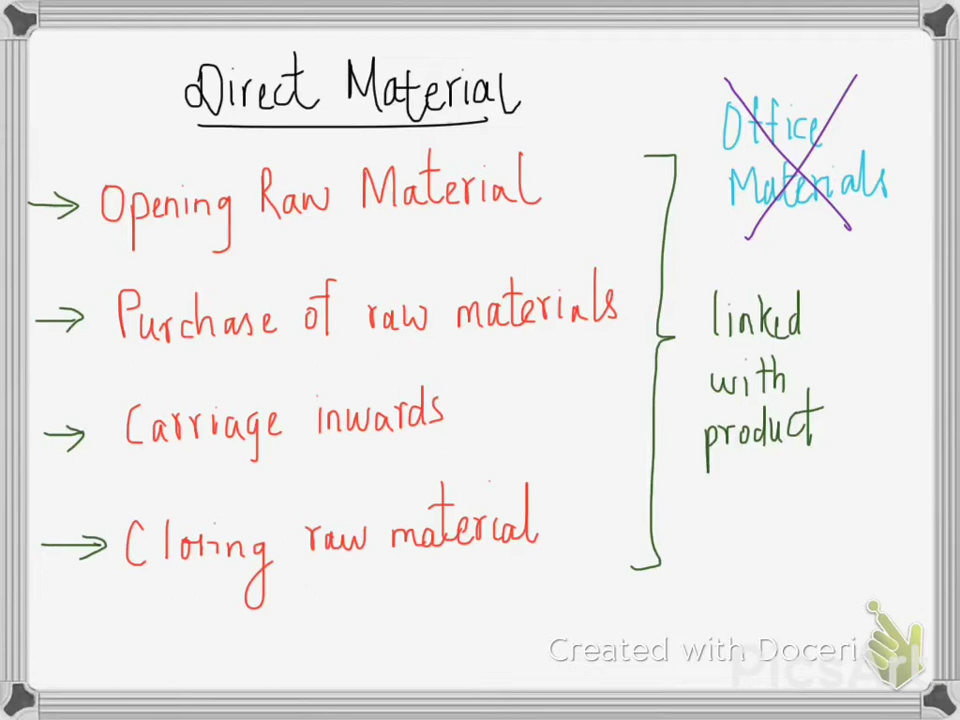 Direct Material
Office
Materials
→ Opening Raw Material
→ Purchase of raw materials
linked
with
product
→ Carriage inwards
→ Closing raw material
Created with Doceri
PicsArt